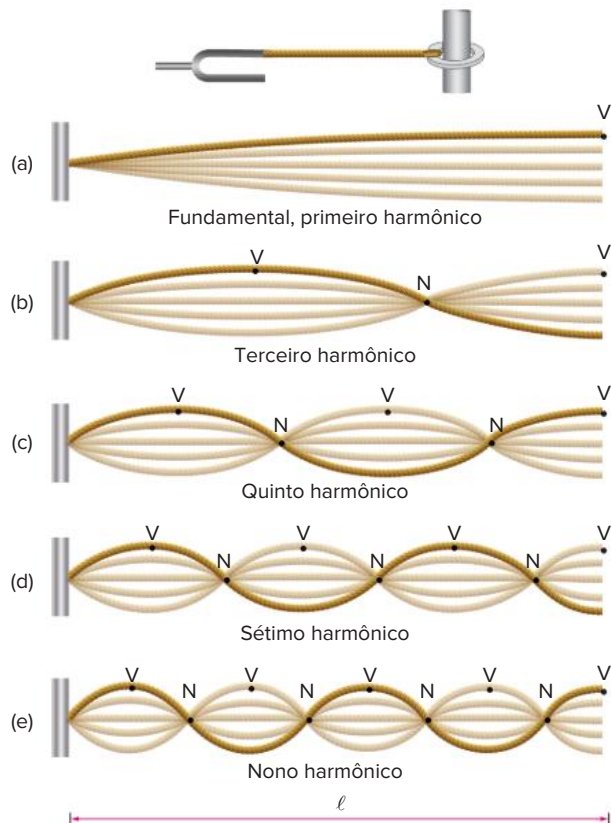 V
(a)
Fundamental, primeiro harmônico
V
V
(b)
N
Terceiro harmônico
V
V
V
(c)
N
N
Quinto harmônico
V
V
V
V
(d)
N
N
N
Sétimo harmônico
V
V
V
V
V
(e)
N
N
N
N
Nono harmônico
ℓ